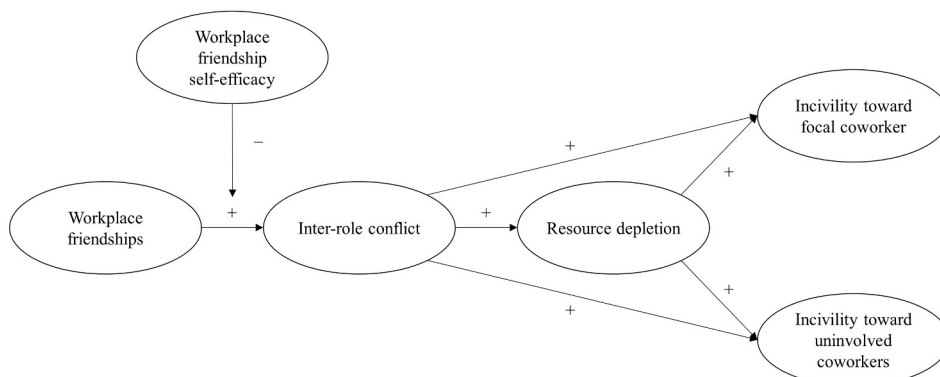 Workplace
friendship
self-efficacy
Incivility toward
focal coworker
+
−
+
+
+
Workplace
friendships
Inter-role conflict
Resource depletion
+
+
Incivility toward
uninvolved
coworkers